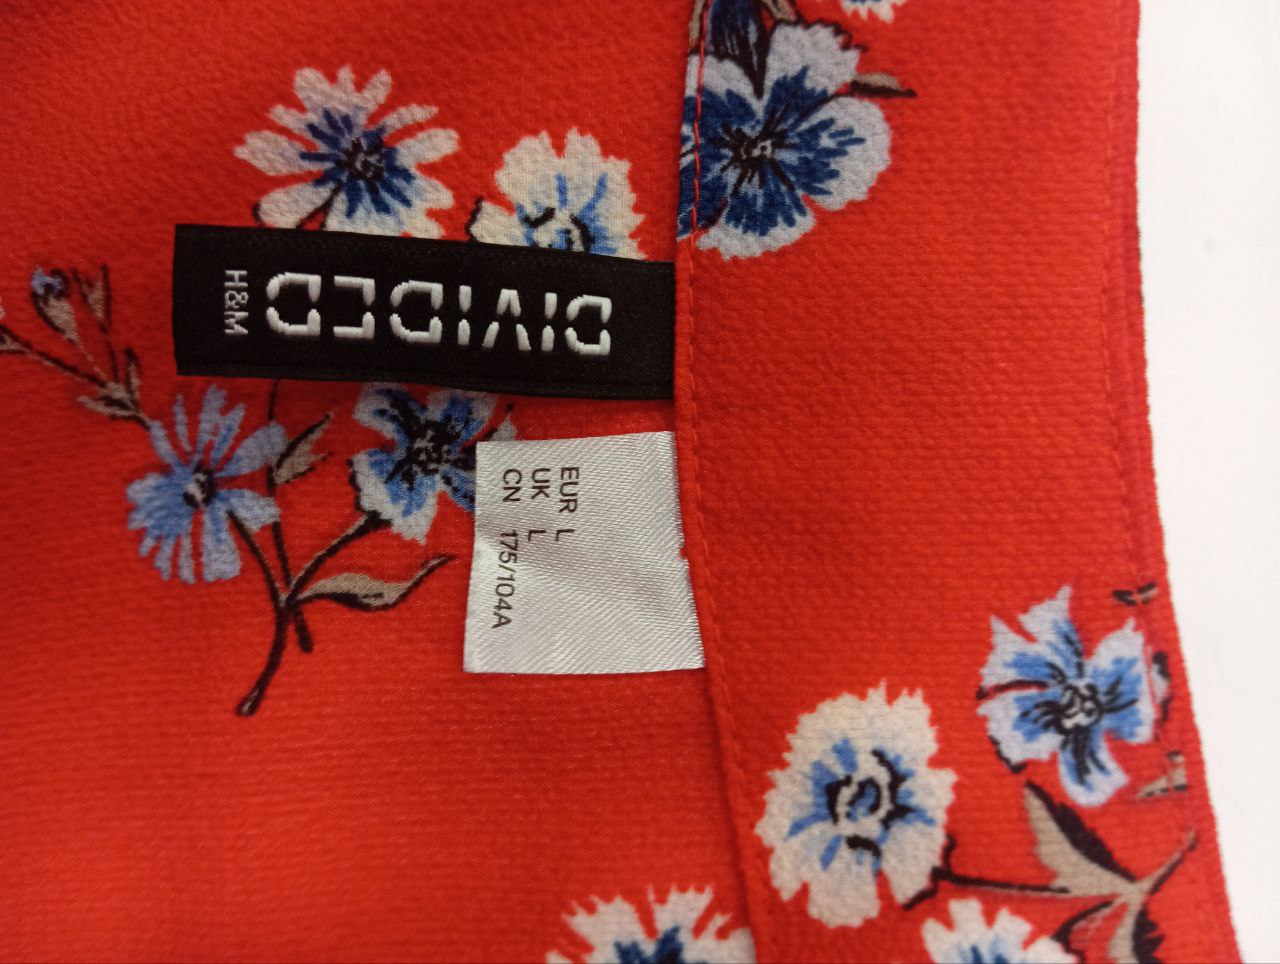 DIVIDED
H&M
EUR L
UK L
CN 175/104A